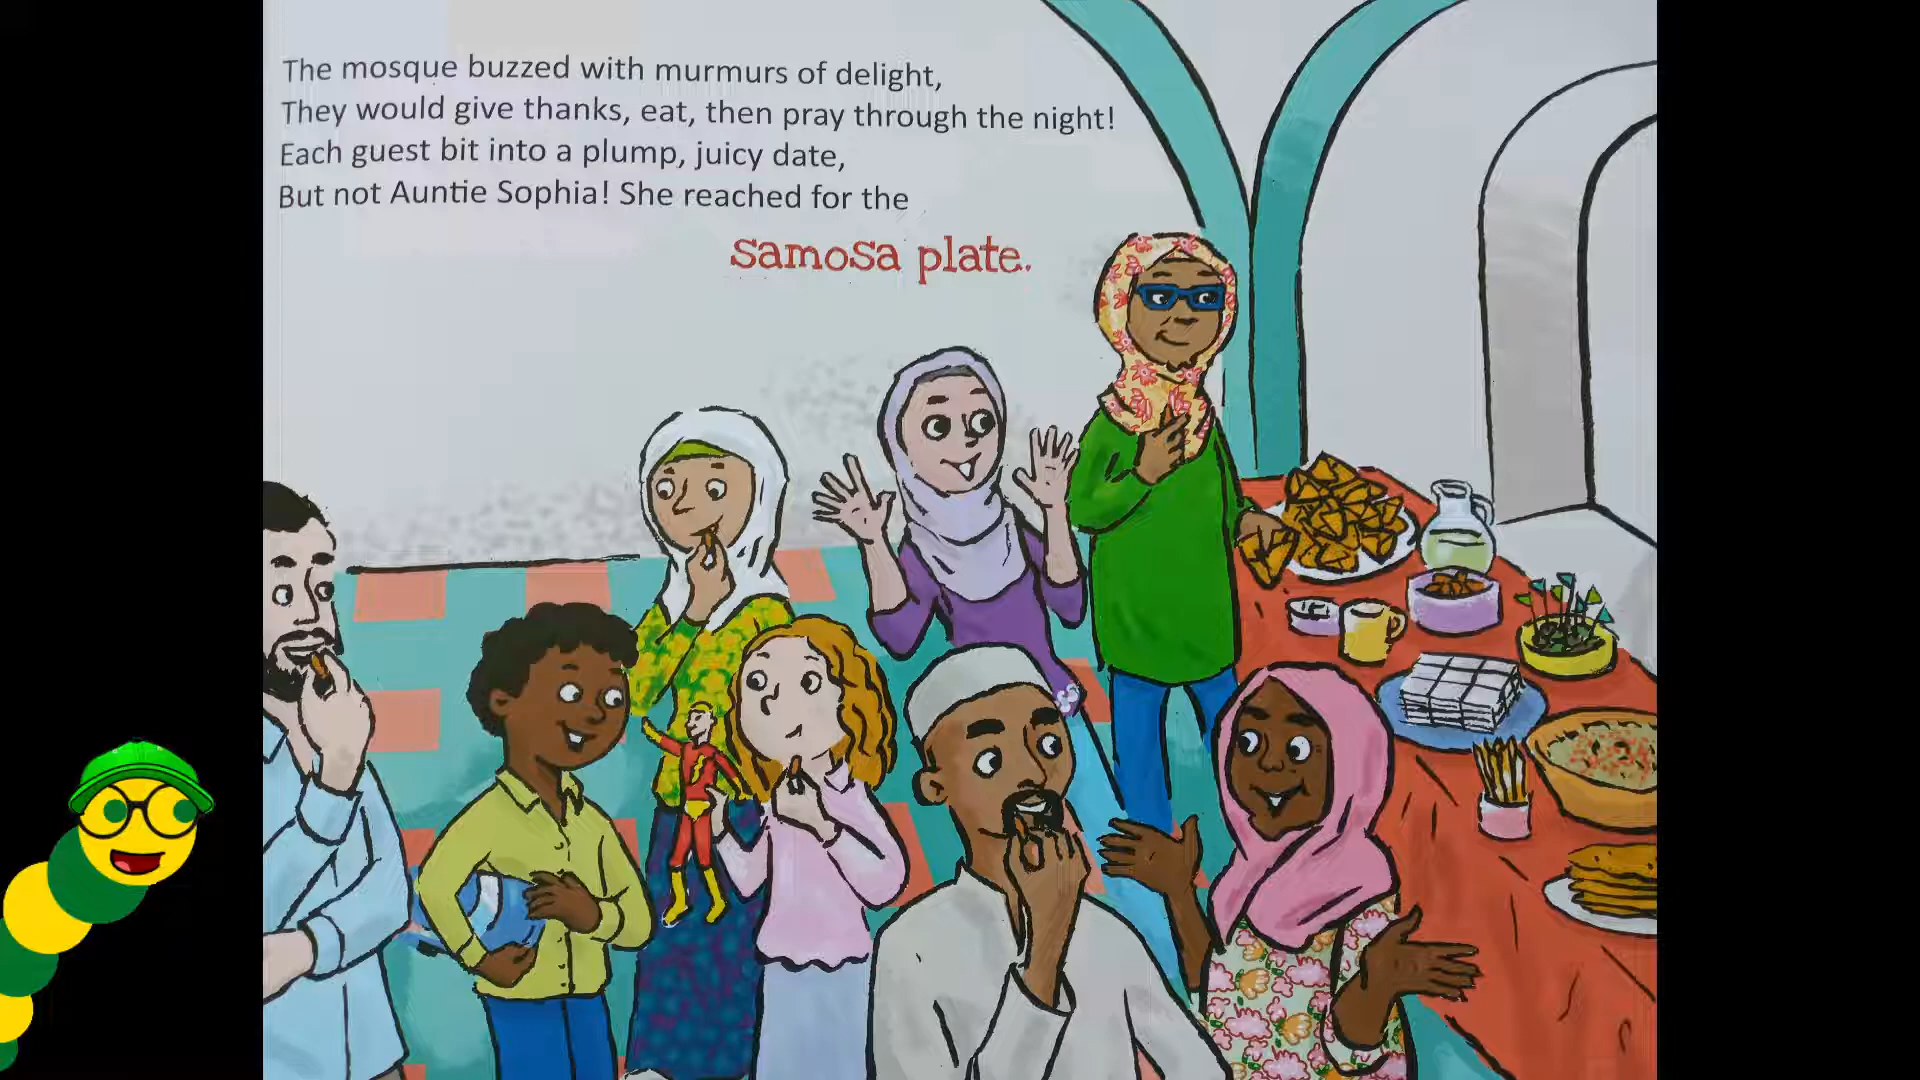 The mosque buzzed with murmurs of delight,
They would give thanks, eat, then pray through the night!
Each guest bit into a plump, juicy date,
But not Auntie Sophia! She reached for the
samosa plate.